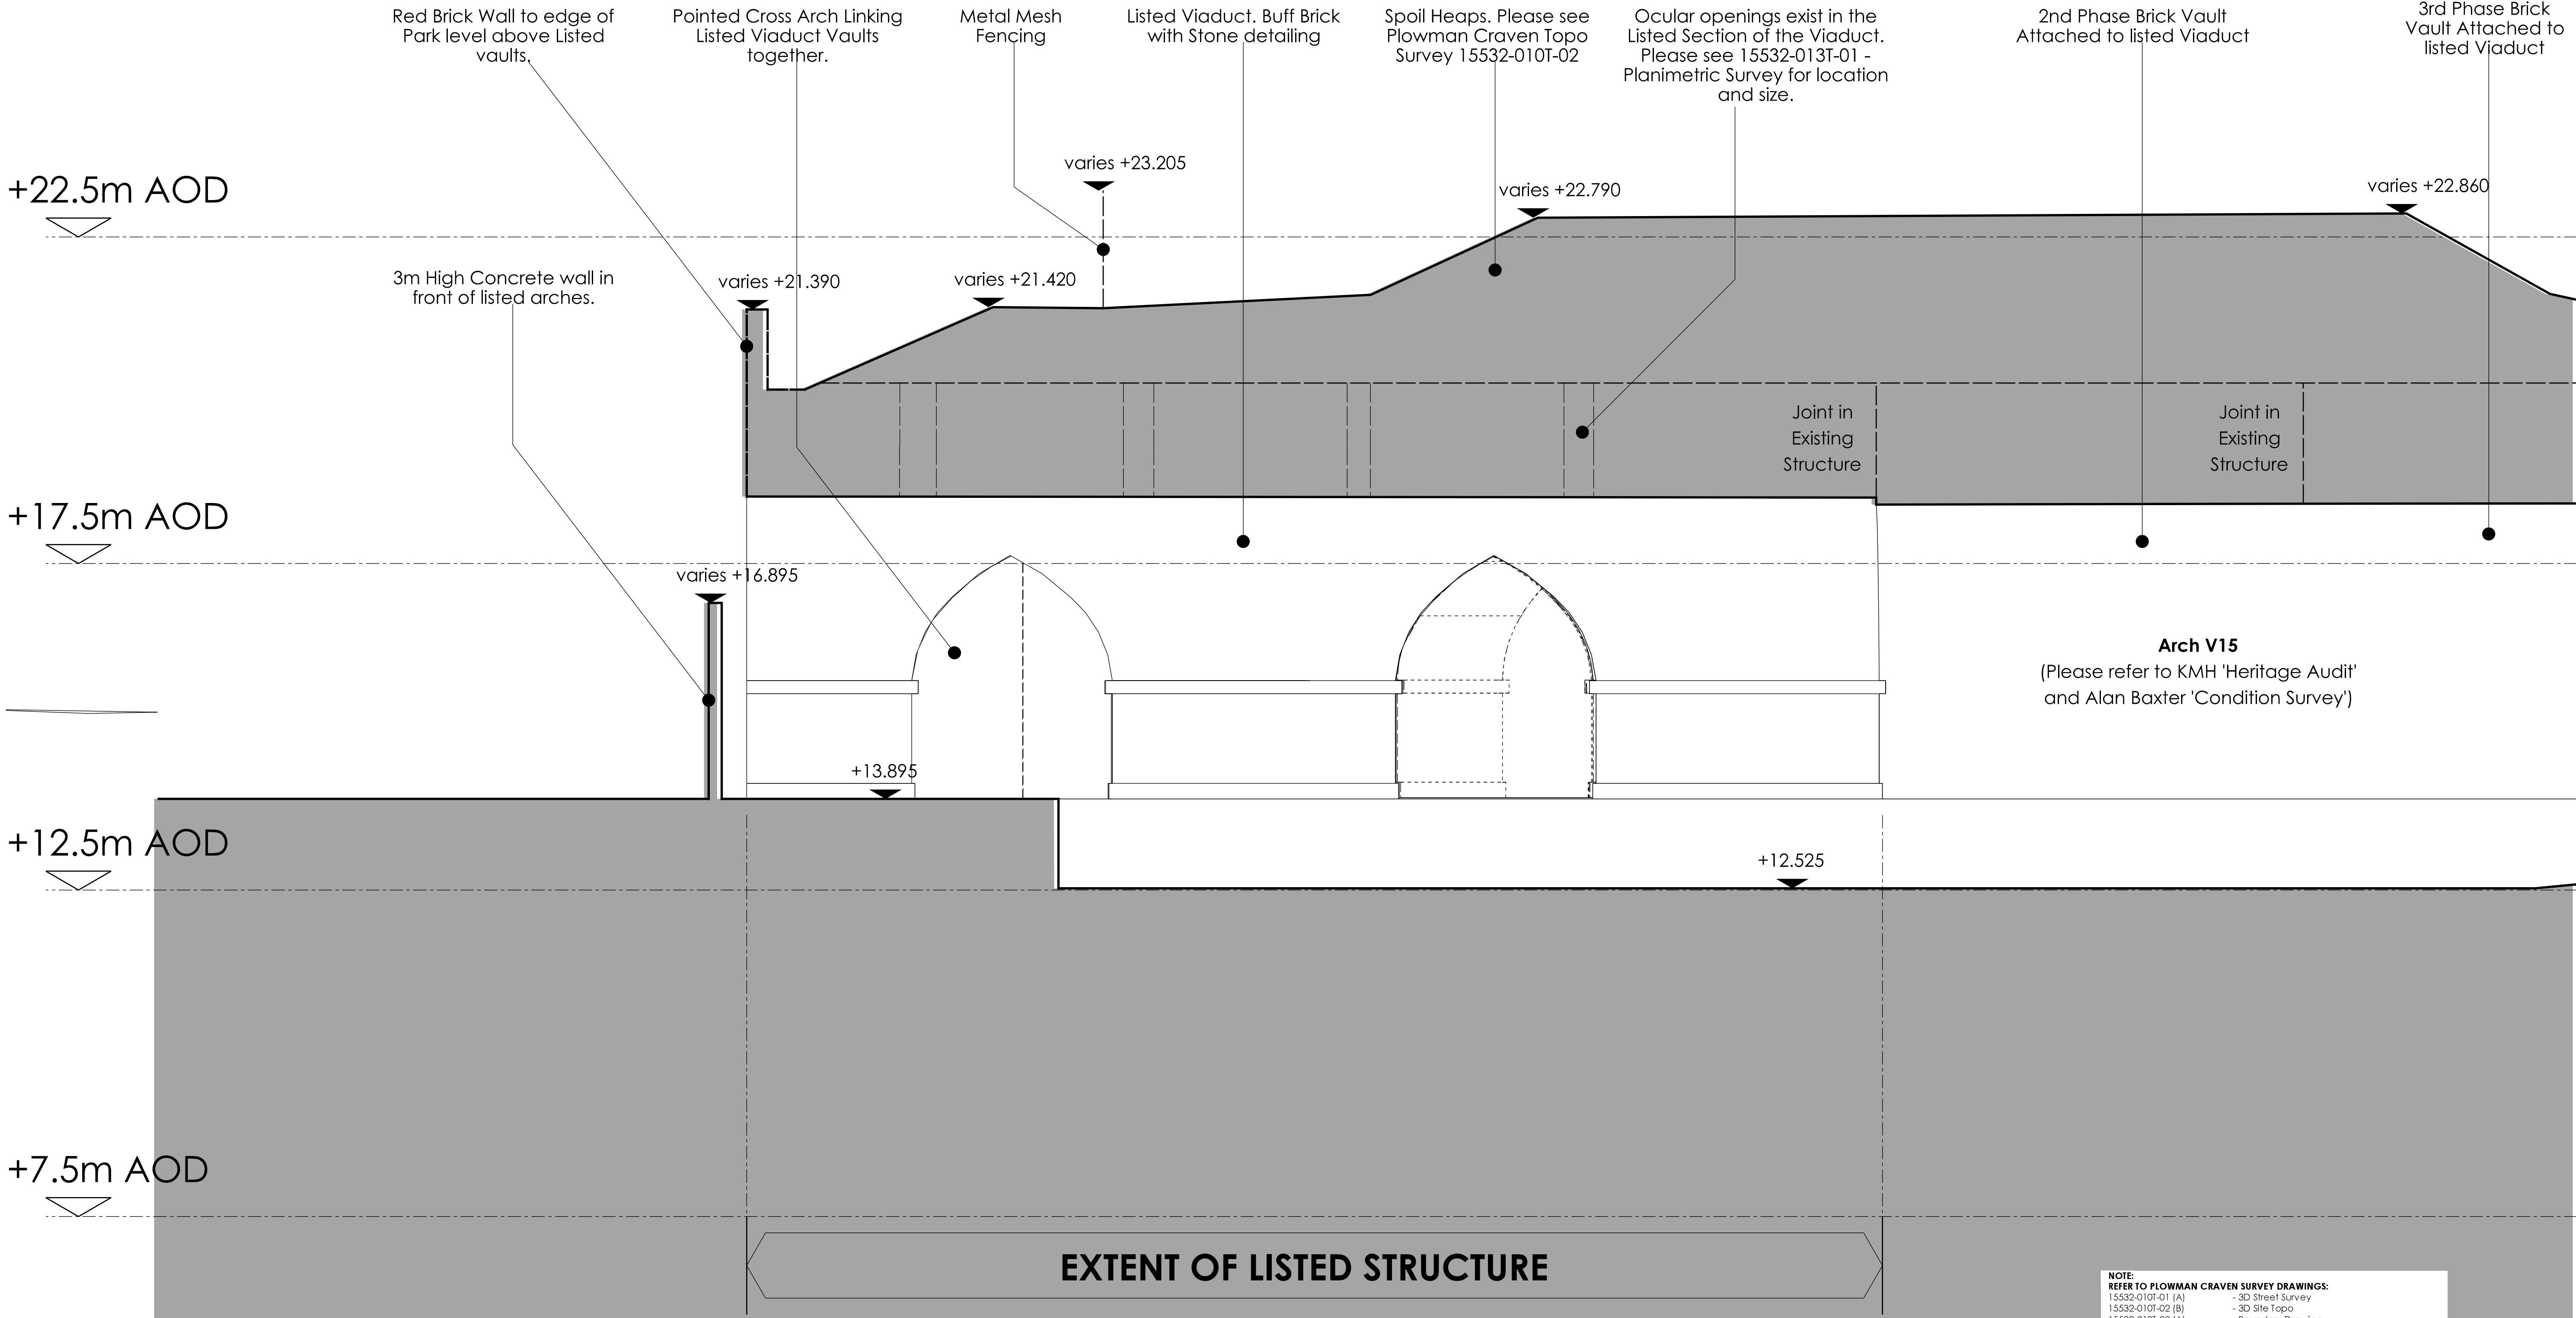 Red Brick Wall to edge of
Park level above Listed
vaults.
Pointed Cross Arch Linking
Listed Viaduct Vaults
together.
Metal Mesh
Fencing
Listed Viaduct. Buff Brick
with Stone detailing
Spoil Heaps. Please see
Plowman Craven Topo
Survey 15532-010T-02
Ocular openings exist in the
Listed Section of the Viaduct.
Please see 15532-013T-01 -
Planimetric Survey for location
and size.
2nd Phase Brick Vault
Attached to listed Viaduct
3rd Phase Brick
Vault Attached to
listed Viaduct
varies +23.205
+22.5m AOD
varies +22.790
varies +22.860
3m High Concrete wall in
front of listed arches.
varies +21.390
varies +21.420
Joint in
Existing
Structure
Joint in
Existing
Structure
+17.5m AOD
varies +16.895
Arch V15
(Please refer to KMH 'Heritage Audit'
and Alan Baxter 'Condition Survey')
+13.895
+12.5m AOD
+12.525
+7.5m AOD
EXTENT OF LISTED STRUCTURE
NOTE:
REFER TO PLOWMAN CRAVEN SURVEY DRAWINGS:
15532-010T-01 (A) - 3D Street Survey
15532-010T-02 (B) - 3D Site Topo